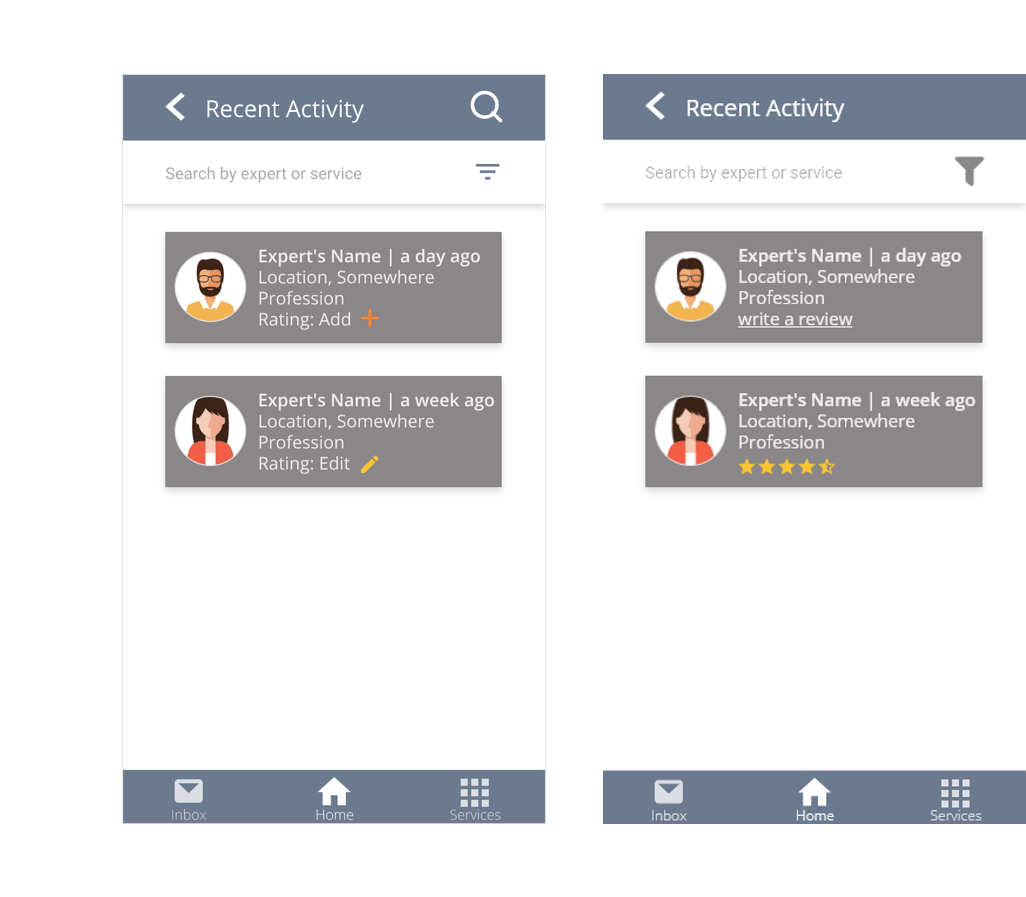 Recent Activity
Search by expert or service
Expert's Name | a day ago
Location, Somewhere
Profession
Rating: Add
Expert's Name | a week ago
Location, Somewhere
Profession
Rating: Edit
Inbox
Home
Services
Recent Activity
Search by expert or service
Expert's Name | a day ago
Location, Somewhere
Profession
write a review
Expert's Name | a week ago
Location, Somewhere
Profession
Inbox
Home
Services